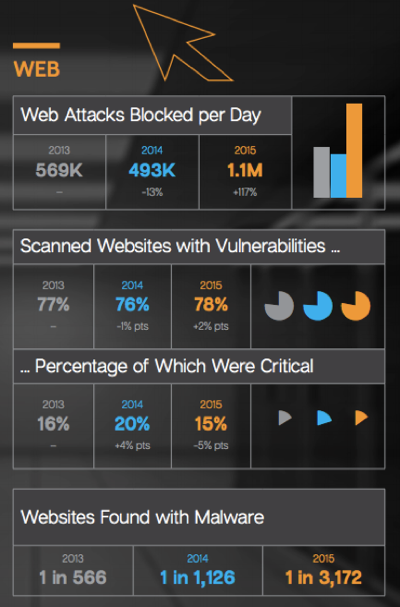 WEB
Web Attacks Blocked per Day
2013 2014 2015
569K 493K 1.1M
– -13% +117%
Scanned Websites with Vulnerabilities ...
2013 2014 2015
77% 76% 78%
– -1% pts +2% pts
... Percentage of Which Were Critical
2013 2014 2015
16% 20% 15%
– +4% pts -5% pts
Websites Found with Malware
2013 2014 2015
1 in 566 1 in 1,126 1 in 3,172